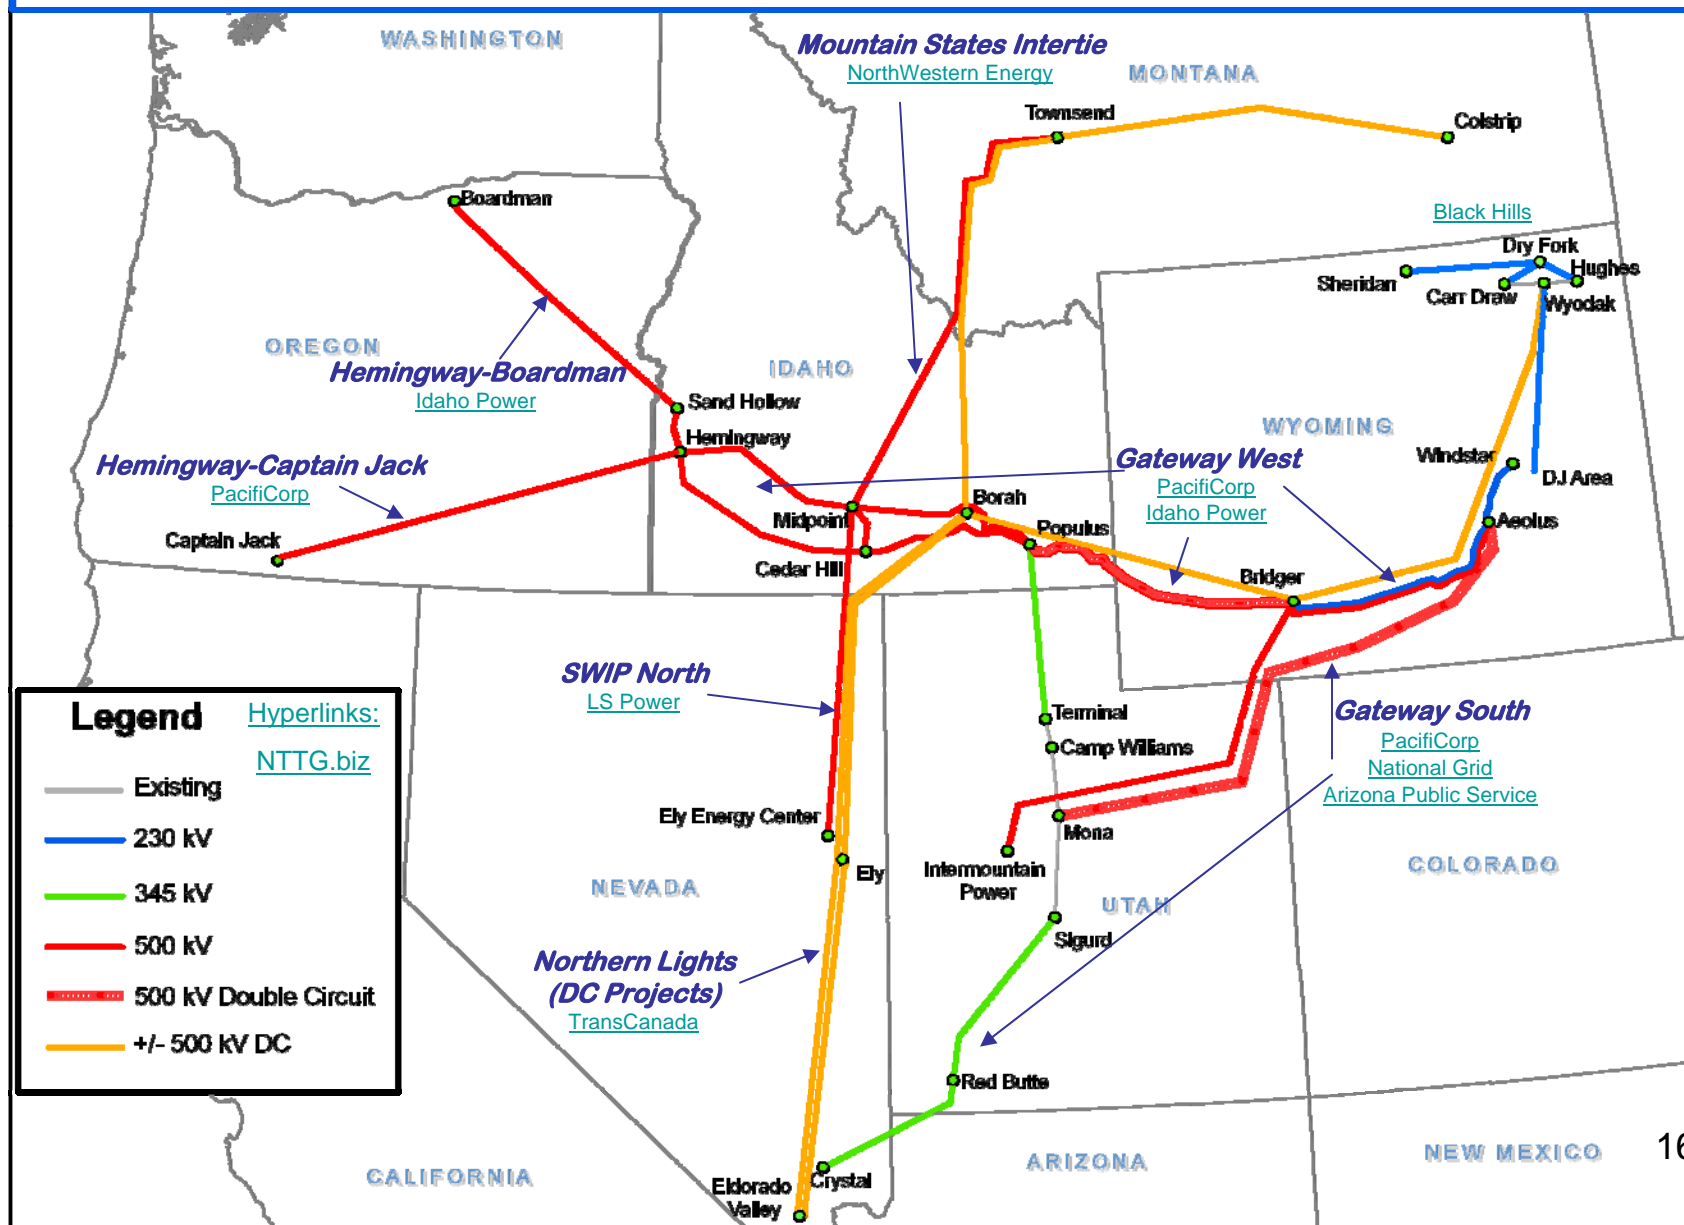 WASHINGTON
Mountain States Intertie
NorthWestern Energy
MONTANA
Townsend
Colstrip
Boardman
Black Hills
Dry Fork
Sheridan
Hughes
Carr Draw
Wyodak
OREGON
Hemingway-Boardman
Idaho Power
IDAHO
Sand Hollow
Hemingway
WYOMING
Hemingway-Captain Jack
PacifiCorp
Gateway West
PacifiCorp
Idaho Power
Windstar
DJ Area
Captain Jack
Midpoint
Borah
Populus
Aeolus
Cedar Hill
Bridger
SWIP North
LS Power
Legend
Hyperlinks:
NTTG.biz
Existing
230 kV
345 kV
500 kV
500 kV Double Circuit
+/- 500 kV DC
Terminal
Camp Williams
Gateway South
PacifiCorp
National Grid
Arizona Public Service
Ely Energy Center
Mona
Ely
Intermountain
Power
NEVADA
UTAH
COLORADO
Sigurd
Northern Lights
(DC Projects)
TransCanada
Red Butte
CALIFORNIA
Crystal
Eldorado
Valley
ARIZONA
NEW MEXICO
16